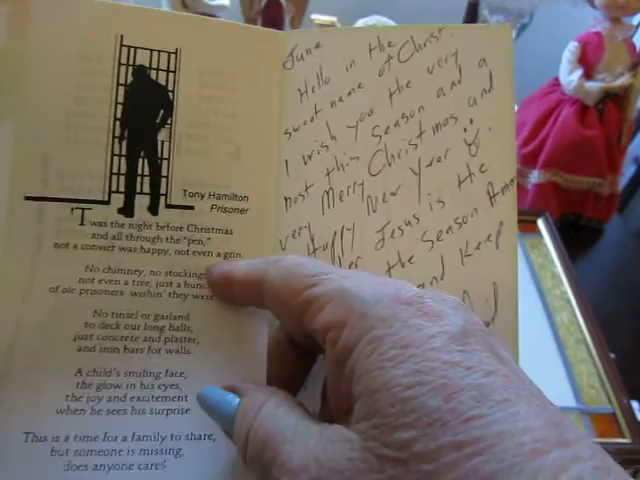 Tony Hamilton
Prisoner
'Twas the night before Christmas
and all through the "pen,"
not a convict was happy, not even a grin.
No chimney, no stockings
not even a tree, just a bunch
of ole prisoners wishin' they were
No tinsel or garland
to deck our long halls,
just concrete and plaster,
and iron bars for walls.
A child's smiling face,
the glow in his eyes,
the joy and excitement
when he sees his surprise
This is a time for a family to share,
but someone is missing,
does anyone care?
June
Hello in the
sweet name of Christ.
I wish you the very
most this Season and a
very Merry Christmas and
Happy New Year
Jesus is the
the Season Amen
and Keep